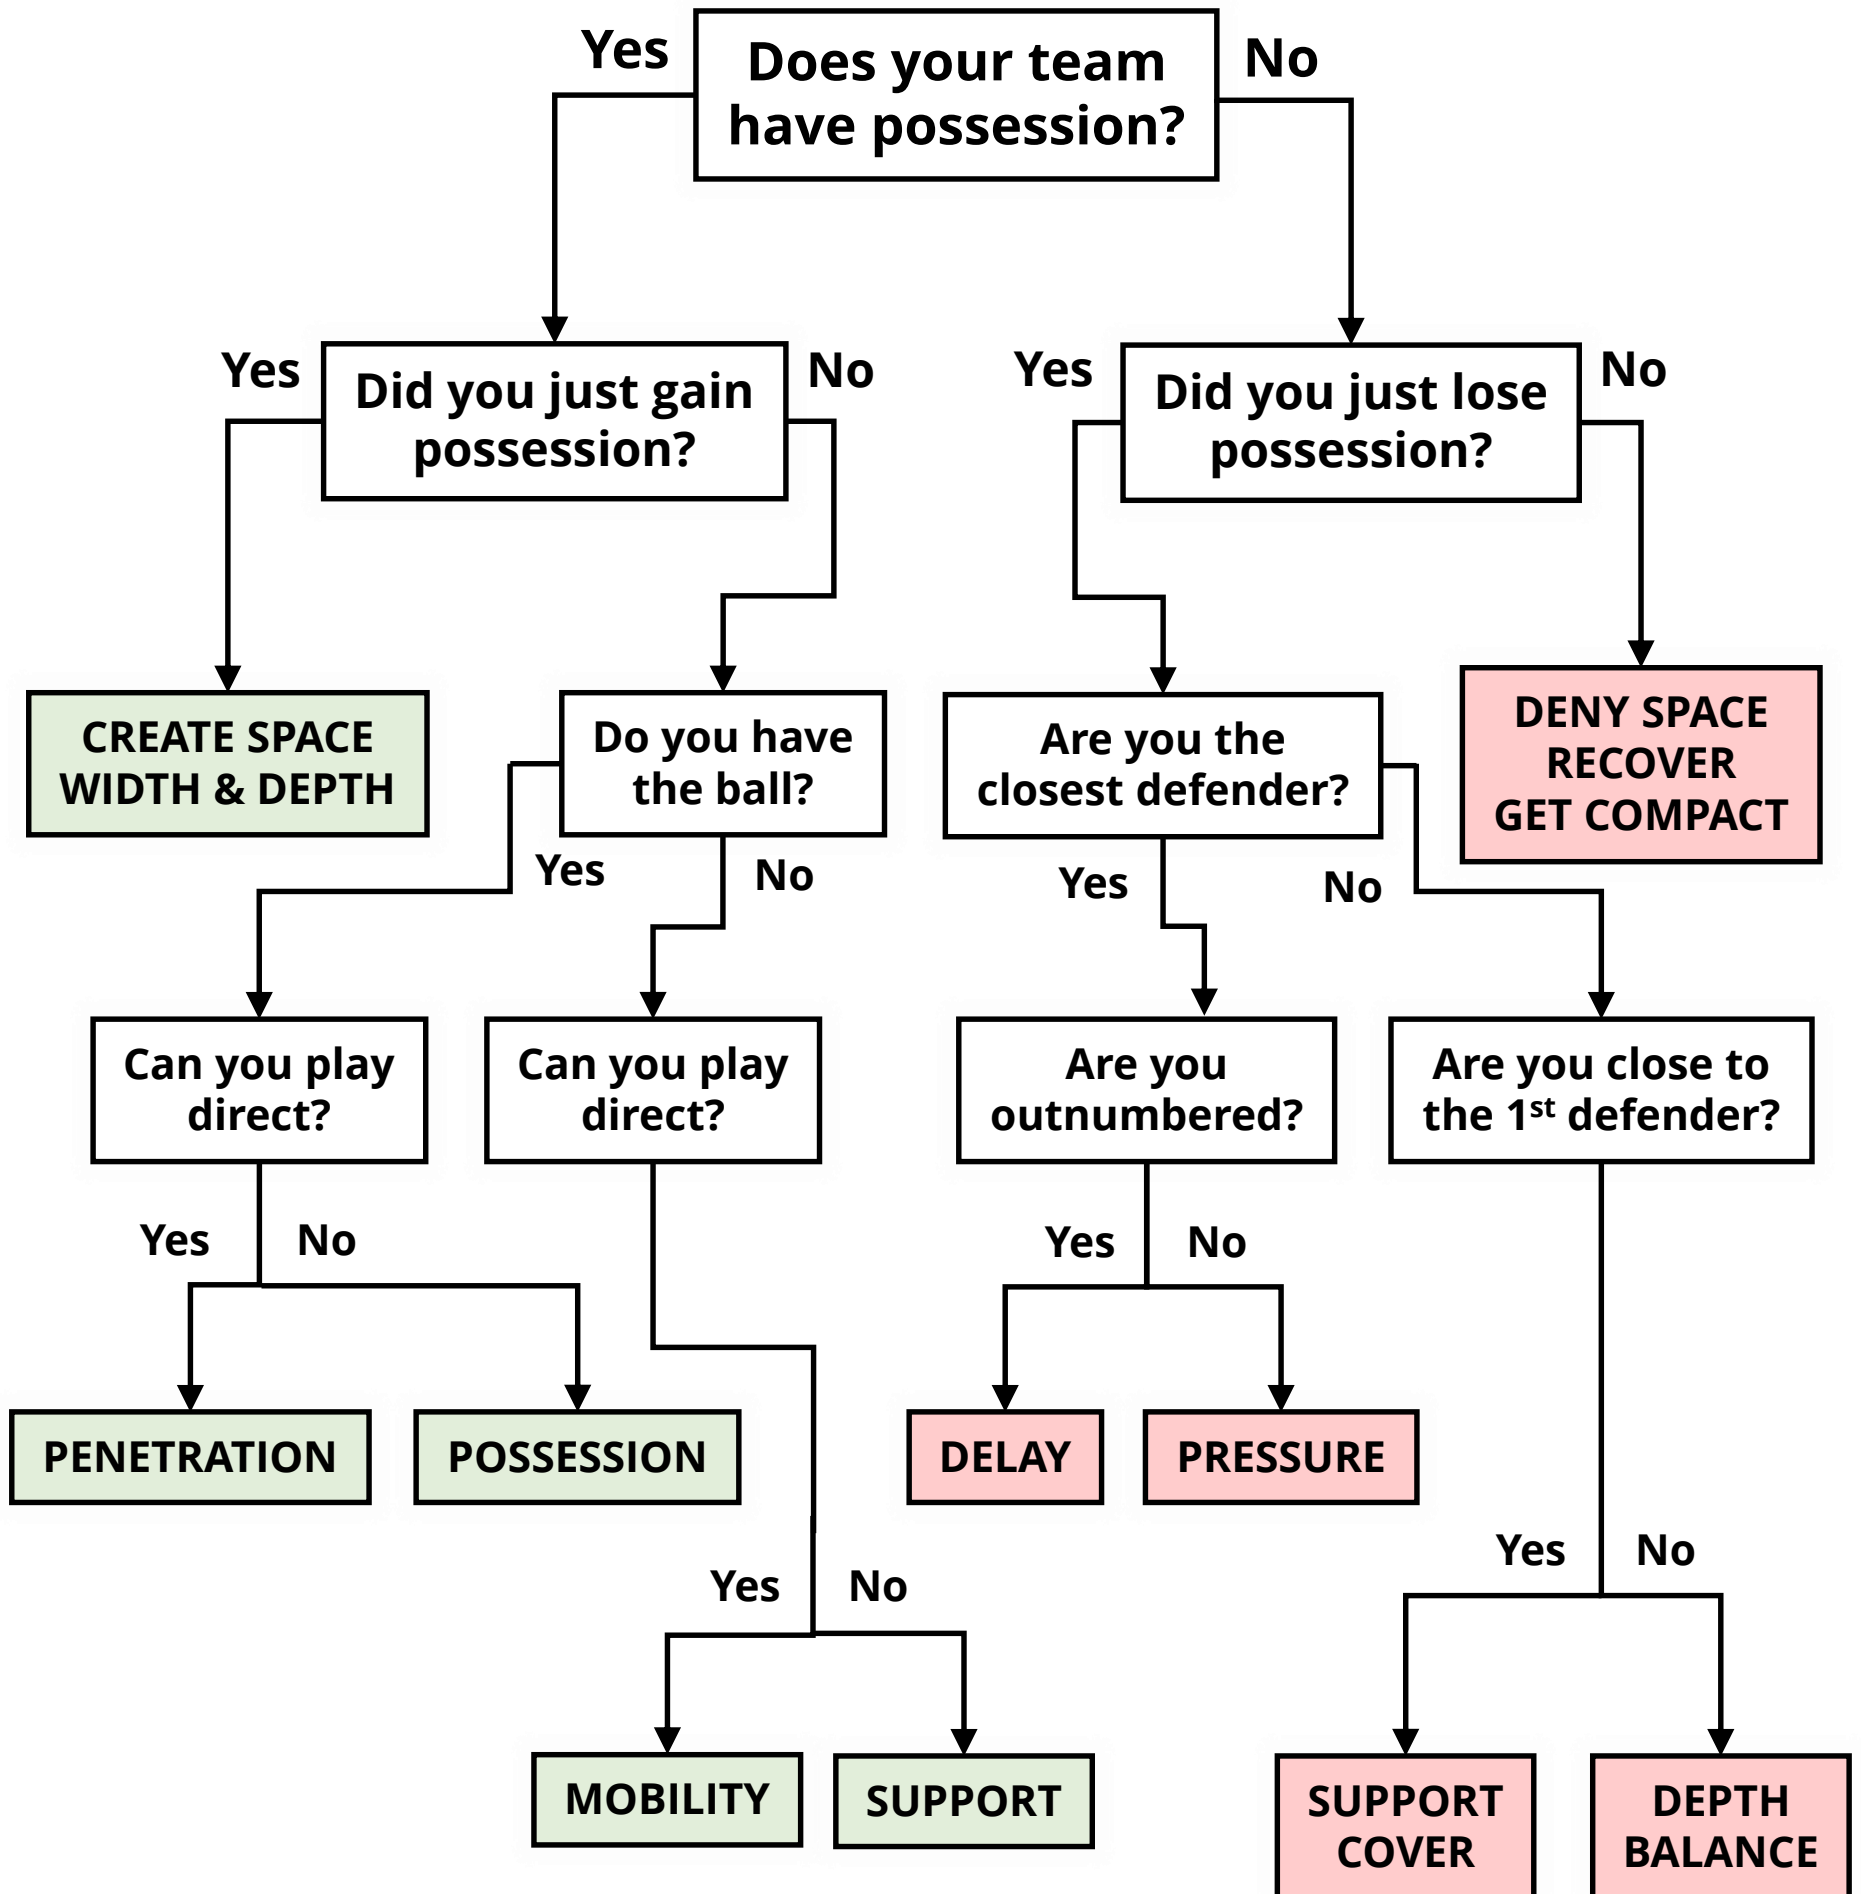 Yes
Does your team
have possession?
No
Yes
Did you just gain
possession?
No
Yes
Did you just lose
possession?
No
CREATE SPACE
WIDTH & DEPTH
Do you have
the ball?
Are you the
closest defender?
DENY SPACE
RECOVER
GET COMPACT
Yes
No
Yes
No
Can you play
direct?
Can you play
direct?
Are you
outnumbered?
Are you close to
the 1st defender?
Yes
No
Yes
No
PENETRATION
POSSESSION
DELAY
PRESSURE
Yes
No
Yes
No
MOBILITY
SUPPORT
SUPPORT
COVER
DEPTH
BALANCE